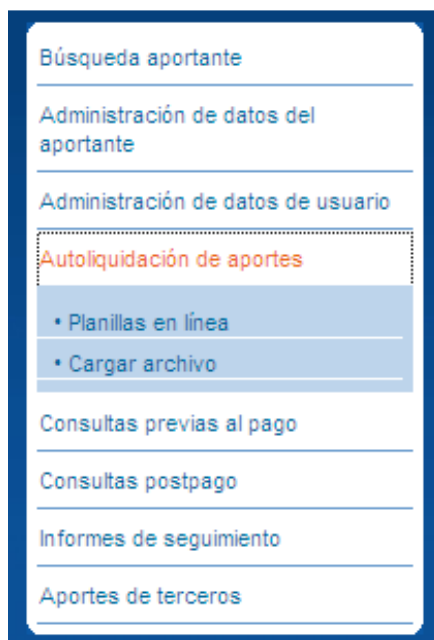 Búsqueda aportante
Administración de datos del
aportante
Administración de datos de usuario
Autoliquidación de aportes
• Planillas en línea
• Cargar archivo
Consultas previas al pago
Consultas postpago
Informes de seguimiento
Aportes de terceros